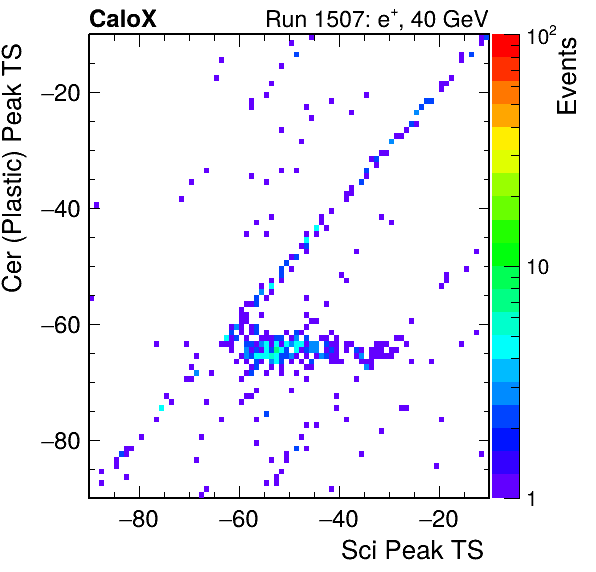 CaloX Run 1507: e⁺, 40 GeV
Cer (Plastic) Peak TS
−20
−40
−60
−80
−80 −60 −40 −20
Sci Peak TS
10²
10
1
Events